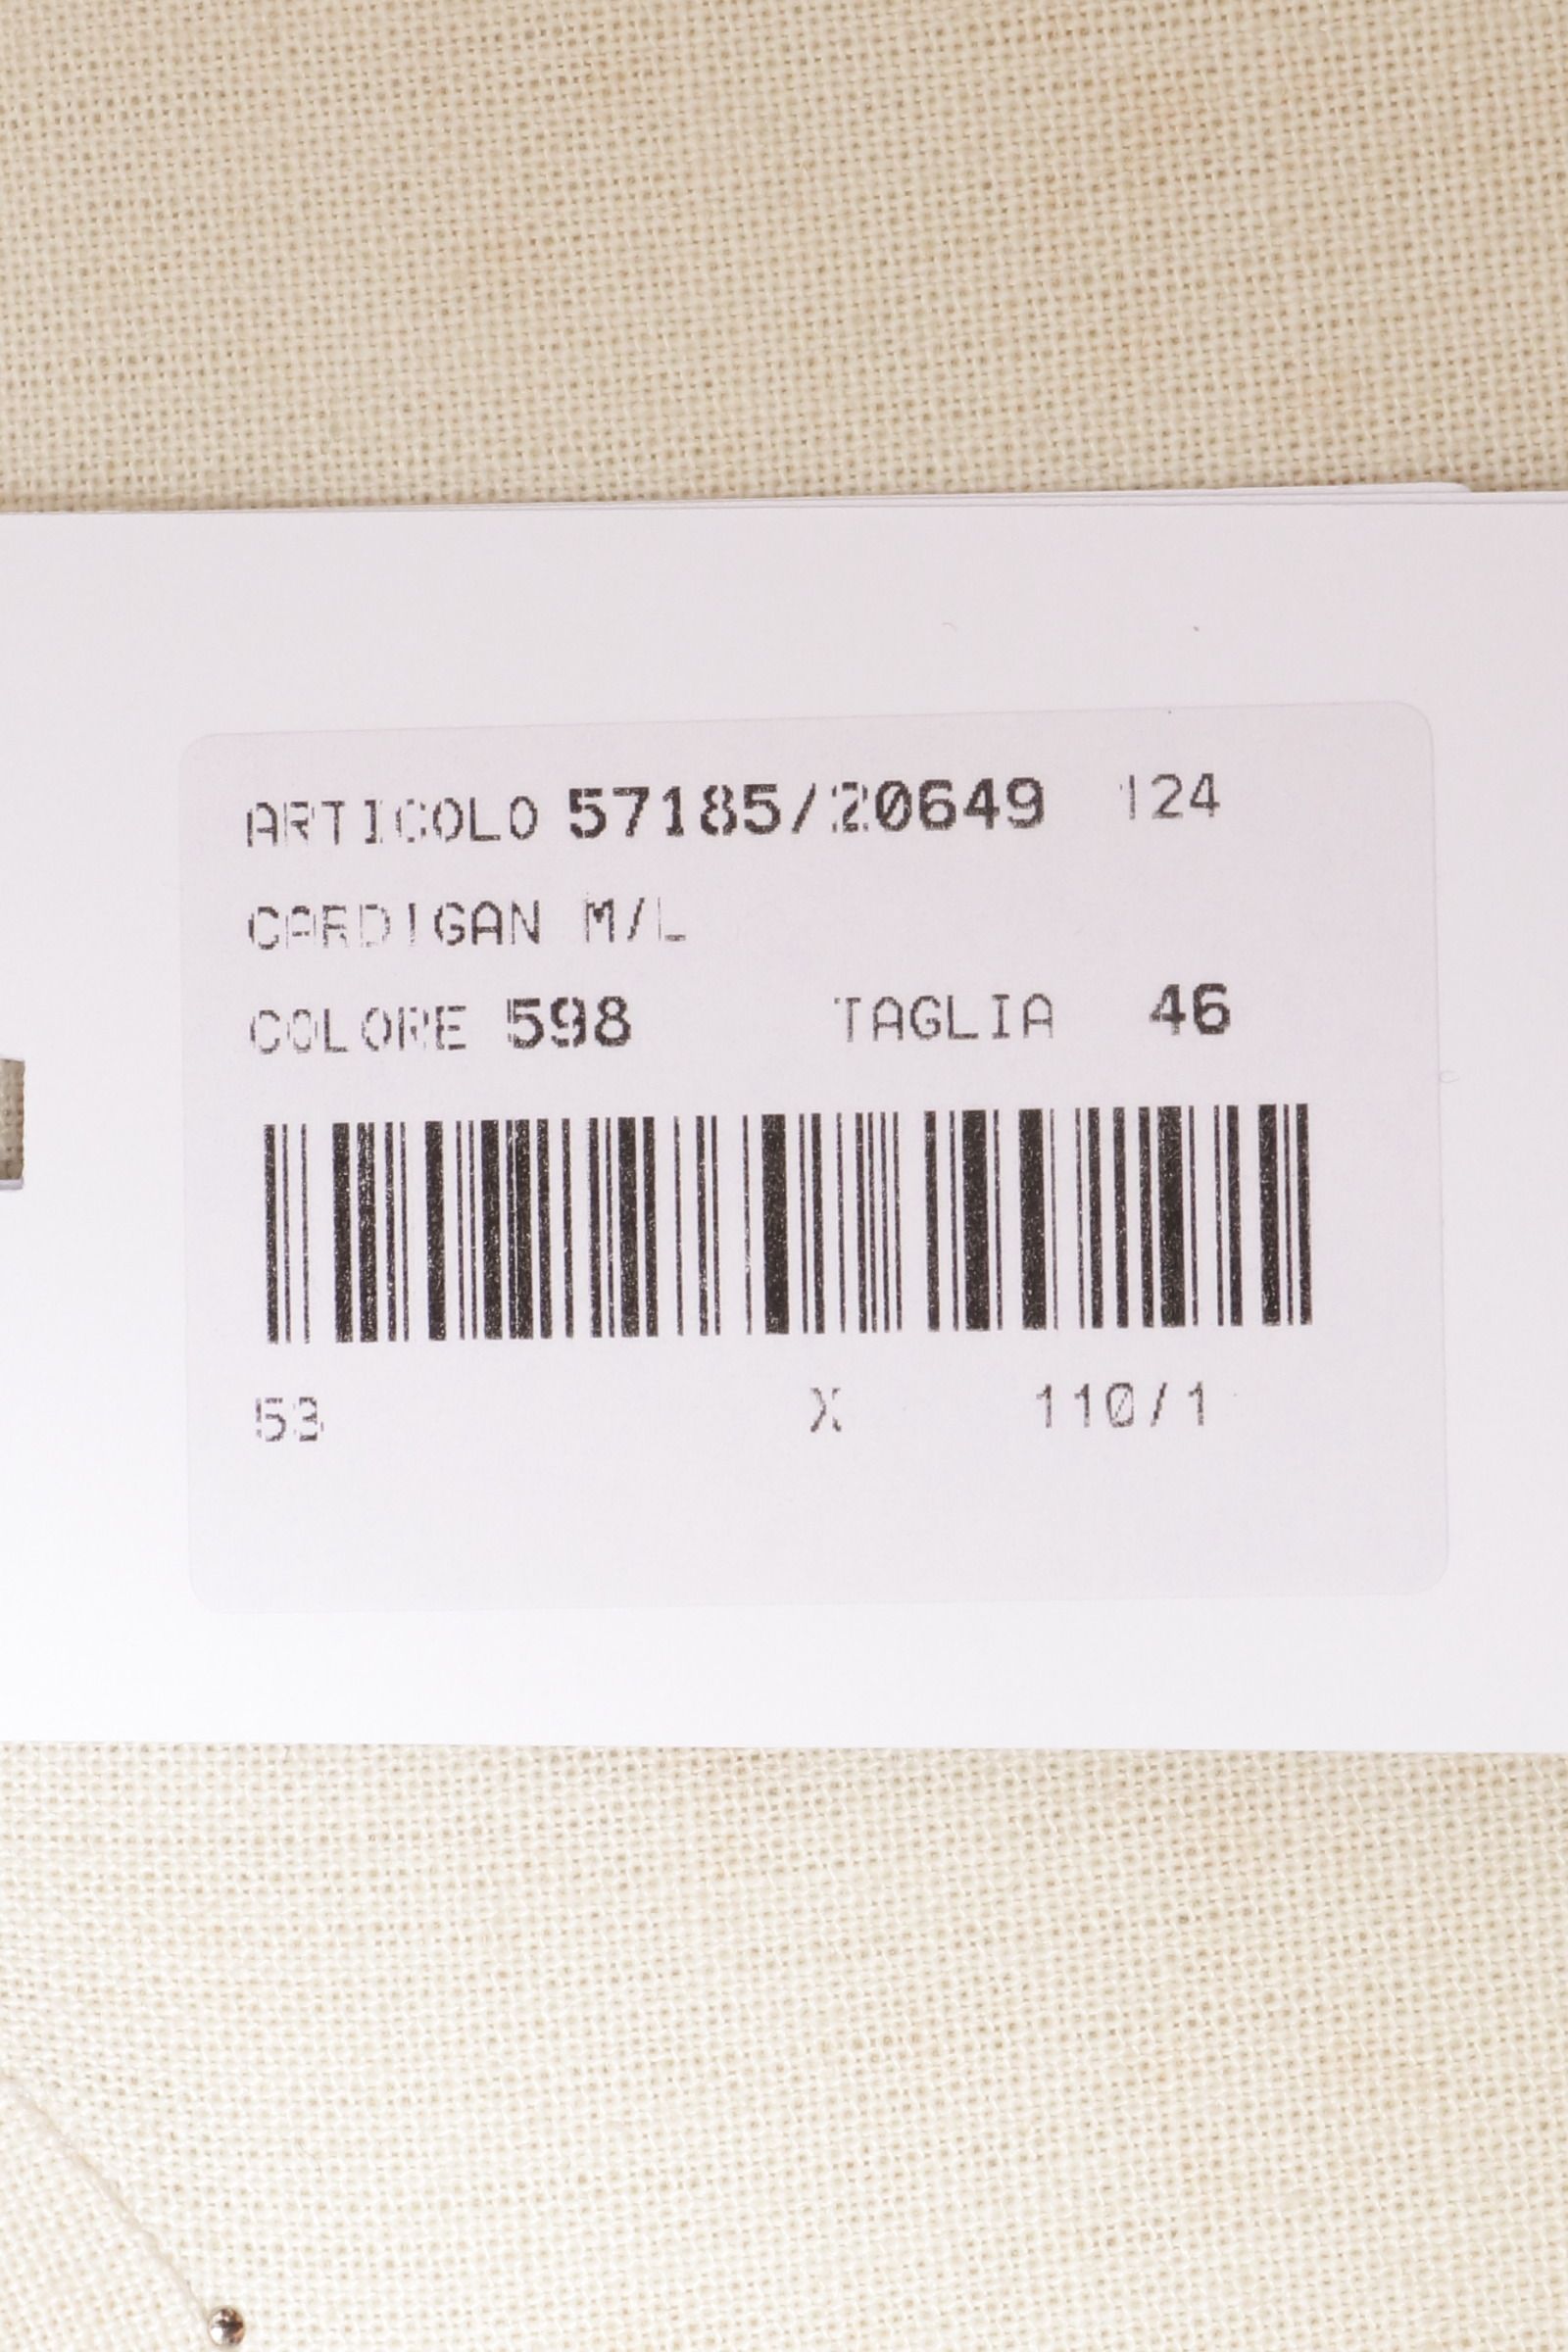 ARTICOLO 57185/20649 124
CARDIGAN M/L
COLORE 598 TAGLIA 46
53 X 110/1